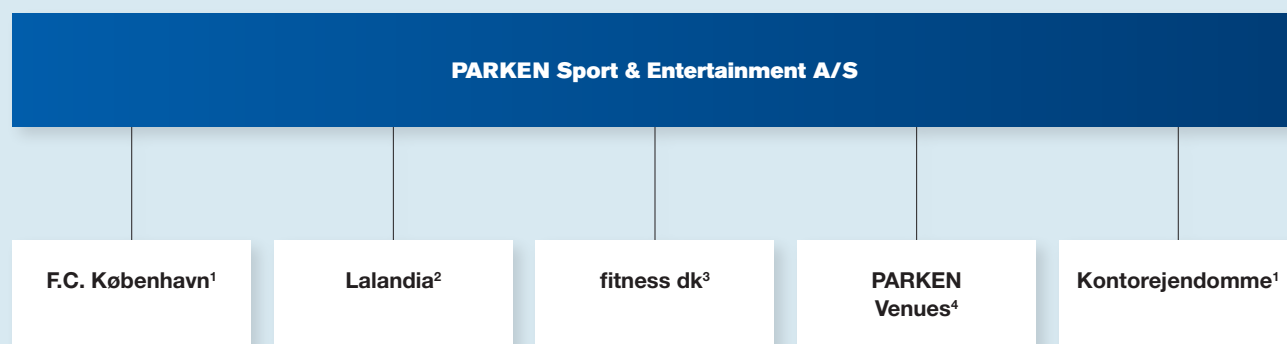 PARKEN Sport & Entertainment A/S
F.C. København¹
Lalandia²
fitness dk³
PARKEN
Venues⁴
Kontorejendomme¹